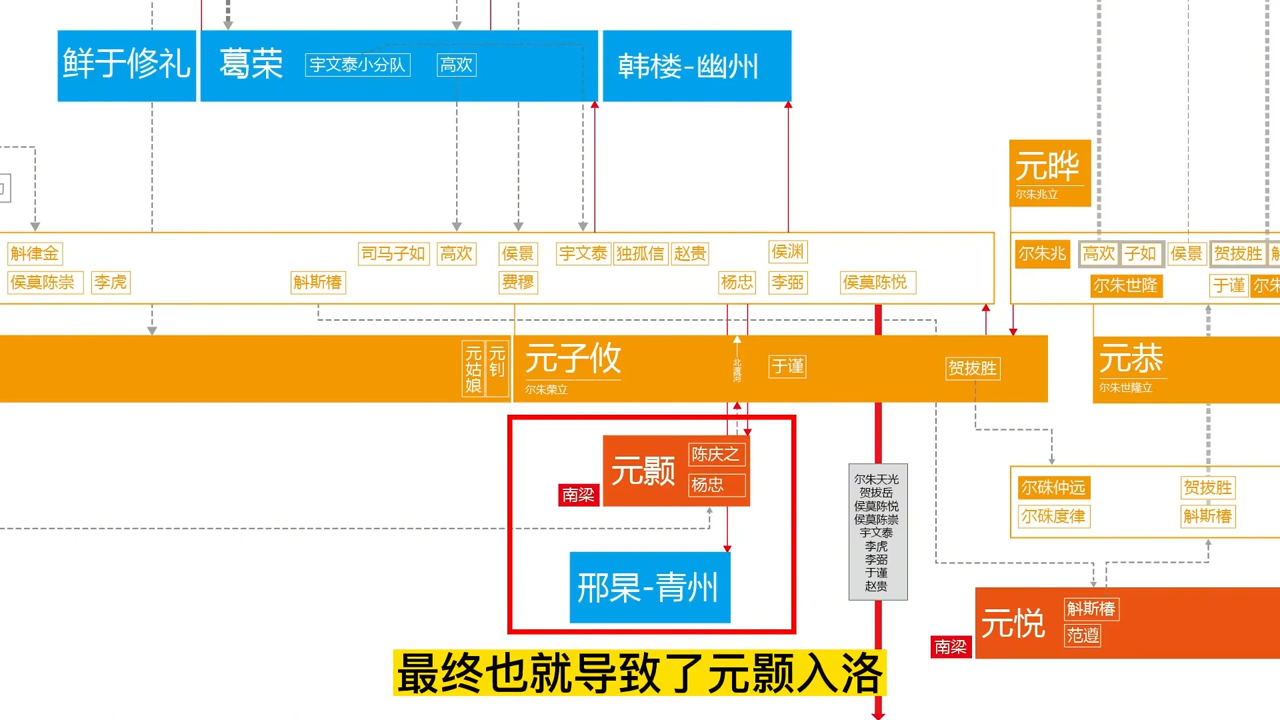 鲜于修礼
葛荣
宇文泰小分队
高欢
韩楼-幽州
元晔
尔朱兆立
斛律金
司马子如
高欢
侯景
宇文泰
独孤信
赵贵
侯渊
侯莫陈崇
李虎
斛斯椿
费穆
杨忠
李弼
侯莫陈悦
尔朱兆
高欢
子如
侯景
贺拔胜
尔朱世隆
于谨
尔朱
元姑娘
元钊
元子攸
尔朱荣立
北溋河
于谨
贺拔胜
元恭
尔朱世隆立
元颢
陈庆之
杨忠
南梁
邢杲-青州
尔朱天光
贺拔岳
侯莫陈悦
侯莫陈崇
宇文泰
李虎
李弼
于谨
赵贵
尔硃仲远
贺拔胜
尔硃度律
斛斯椿
元悦
斛斯椿
范遵
南梁
最终也就导致了元颢入洛